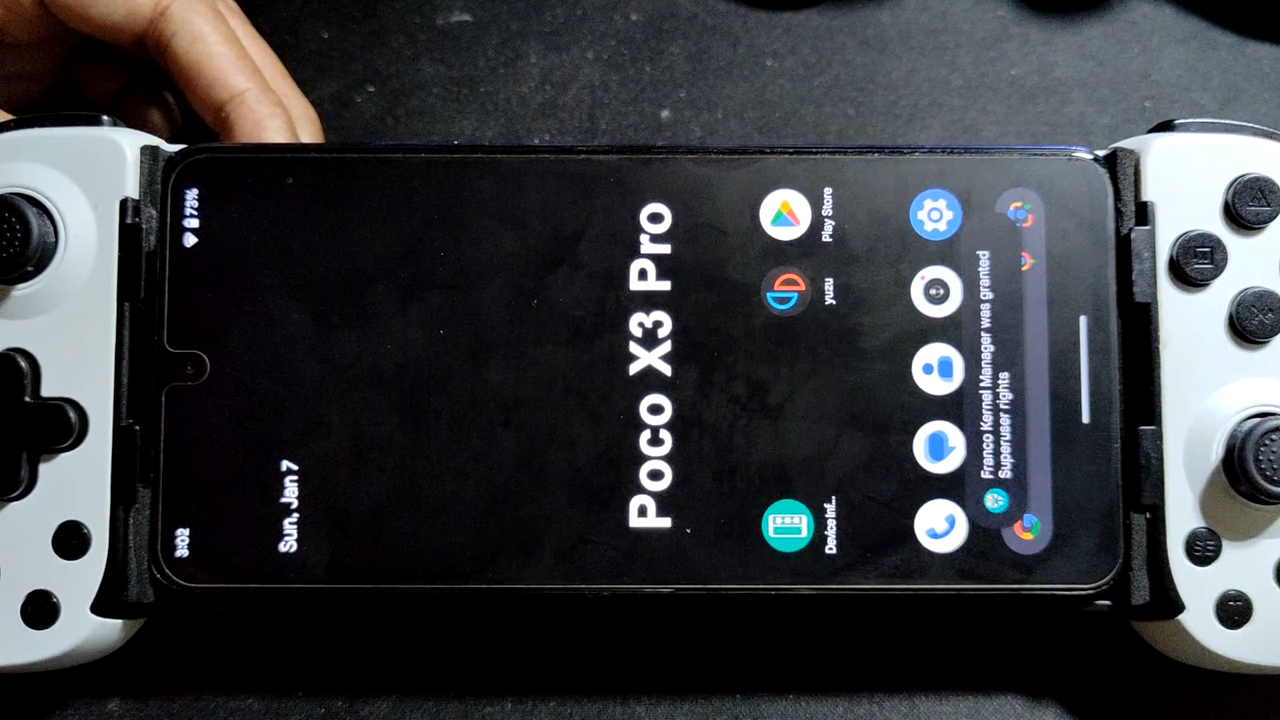 3:02
73%
Sun, Jan 7
Poco X3 Pro
Device Inf...
yuzu
Play Store
Franco Kernel Manager was granted
Superuser rights